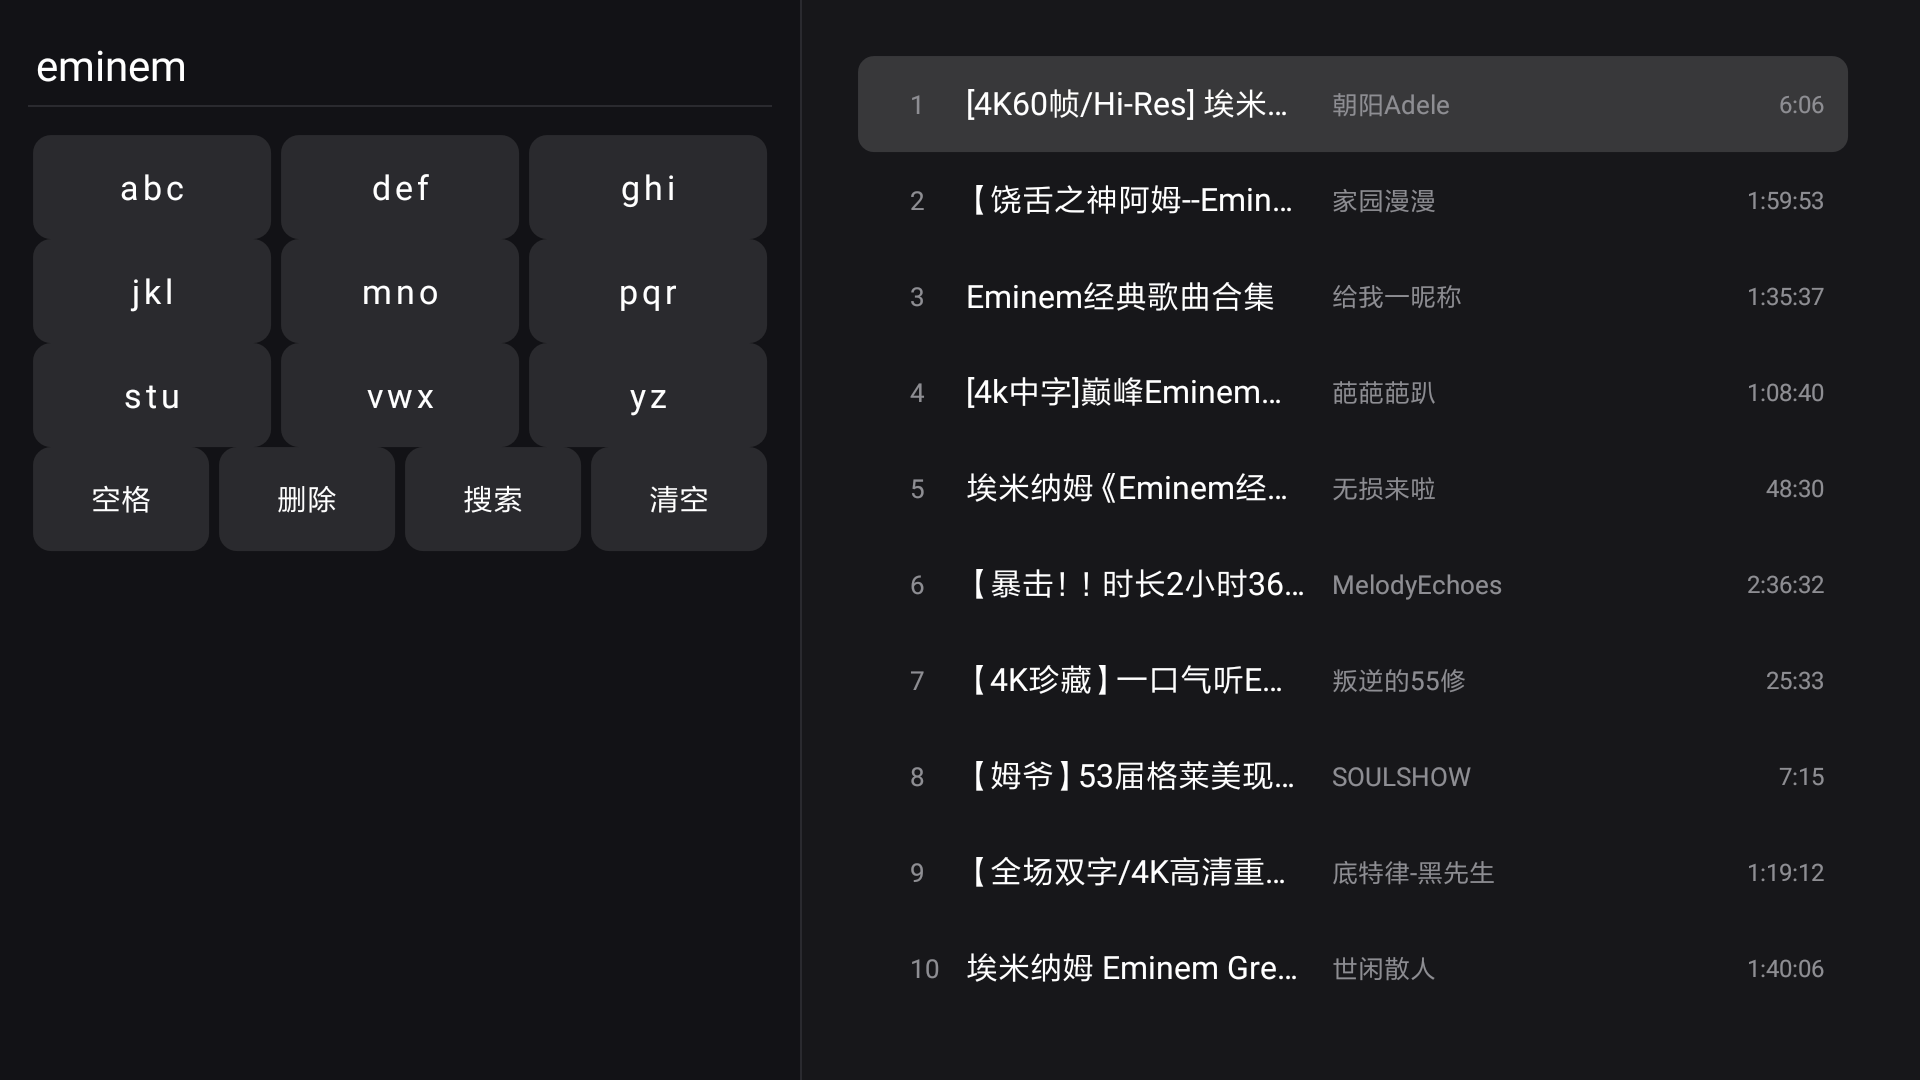 eminem
abc
def
ghi
jkl
mno
pqr
stu
vwx
yz
空格
删除
搜索
清空
1 [4K60帧/Hi-Res] 埃米... 朝阳Adele 6:06
2 【饶舌之神阿姆--Emin... 家园漫漫 1:59:53
3 Eminem经典歌曲合集 给我一昵称 1:35:37
4 [4k中字]巅峰Eminem... 葩葩葩趴 1:08:40
5 埃米纳姆《Eminem经... 无损来啦 48:30
6 【暴击！！时长2小时36... MelodyEchoes 2:36:32
7 【4K珍藏】一口气听E... 叛逆的55修 25:33
8 【姆爷】53届格莱美现... SOULSHOW 7:15
9 【全场双字/4K高清重... 底特律-黑先生 1:19:12
10 埃米纳姆 Eminem Gre... 世闲散人 1:40:06